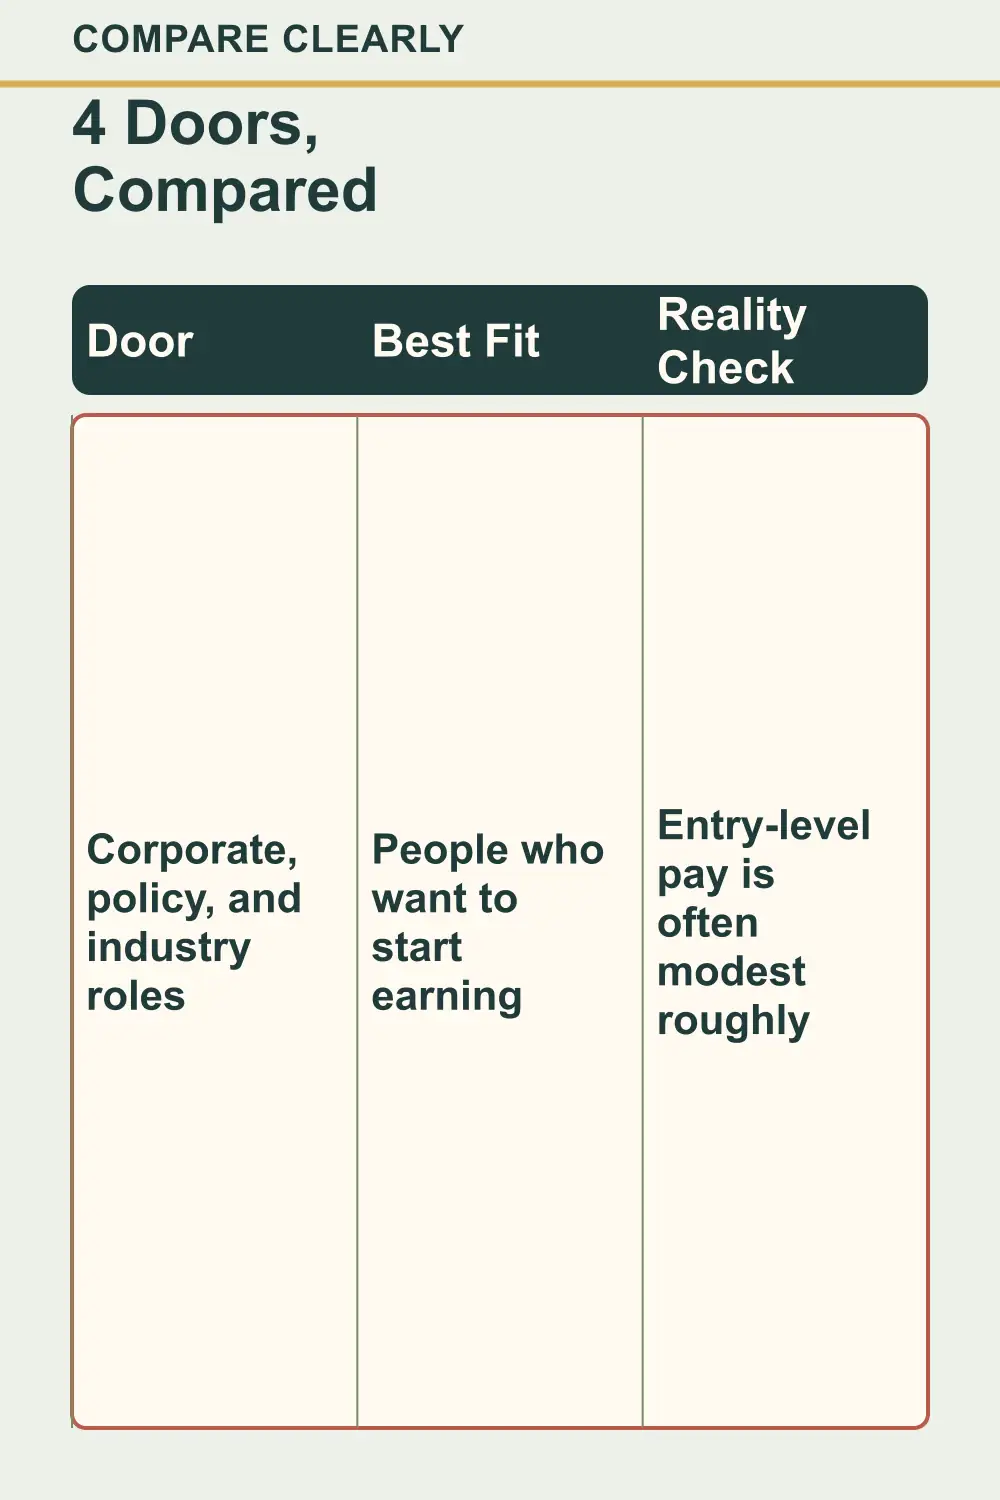 COMPARE CLEARLY
4 Doors,
Compared
Door
Best Fit
Reality
Check
Corporate,
policy, and
industry
roles
People who
want to
start
earning
Entry-level
pay is
often
modest
roughly